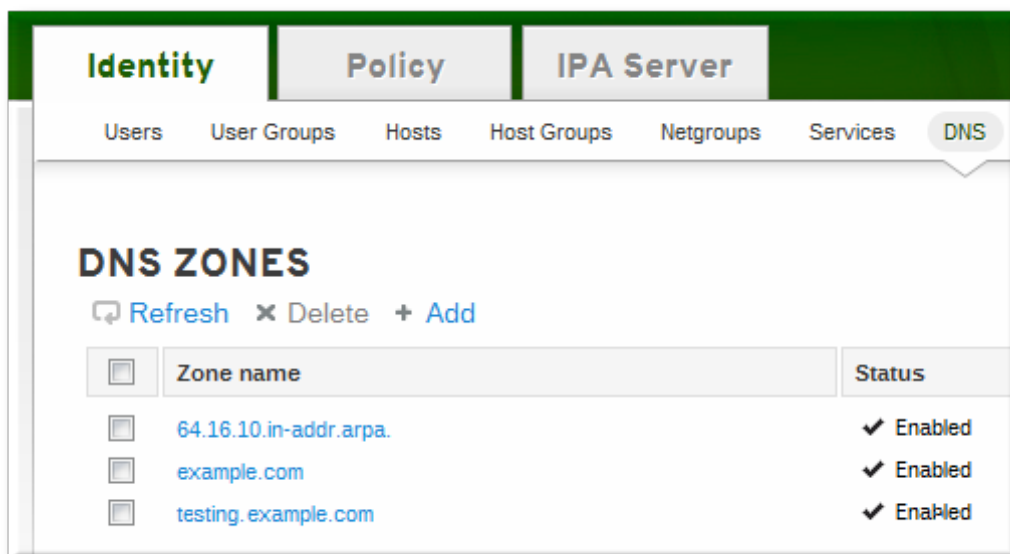 Identity Policy IPA Server
Users User Groups Hosts Host Groups Netgroups Services DNS
DNS ZONES
Refresh Delete + Add
Zone name Status
64.16.10.in-addr.arpa. Enabled
example.com Enabled
testing.example.com Enabled